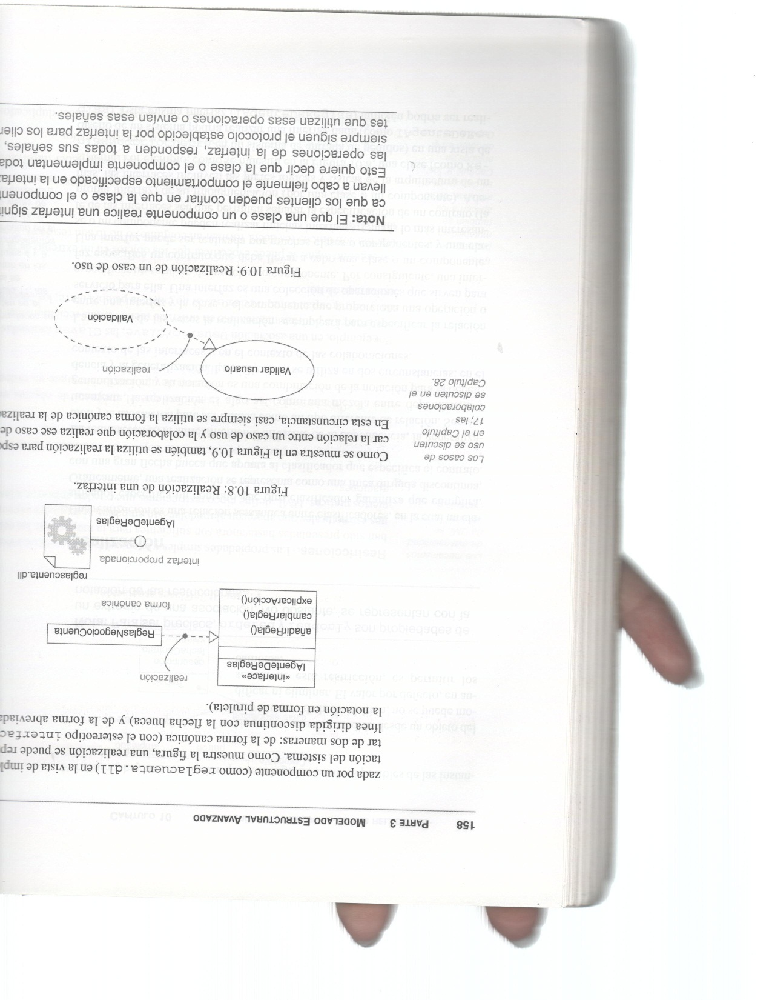 158 PARTE 3 MODELADO ESTRUCTURAL AVANZADO
zada por un componente (como reglacuenta.dll) en la vista de impl
tación del sistema. Como muestra la figura, una realización se puede rep
tar de dos maneras: de la forma canónica (con el estereotipo interfac
línea dirigida discontinua con la flecha hueca) y de la forma abreviada
la notación en forma de piruleta).
«interface»
IAgenteDeReglas
añadirRegla()
cambiarRegla()
explicarAcción()
realización
ReglasNegocioCuenta
forma canónica
reglascuenta.dll
interfaz proporcionada
IAgenteDeReglas
Figura 10.8: Realización de una interfaz.
Los casos de
uso se discuten
en el Capítulo
17; las
colaboraciones
se discuten en el
Capítulo 28.
Como se muestra en la Figura 10.9, también se utiliza la realización para espe
car la relación entre un caso de uso y la colaboración que realiza ese caso de
En esta circunstancia, casi siempre se utiliza la forma canónica de la realiza
Validar usuario
realización
Validación
Figura 10.9: Realización de un caso de uso.
Nota: El que una clase o un componente realice una interfaz signi
ca que los clientes pueden confiar en que la clase o el component
llevan a cabo fielmente el comportamiento especificado en la interfa
Esto quiere decir que la clase o el componente implementan toda
las operaciones de la interfaz, responden a todas sus señales,
siempre siguen el protocolo establecido por la interfaz para los clien
tes que utilizan esas operaciones o envían esas señales.